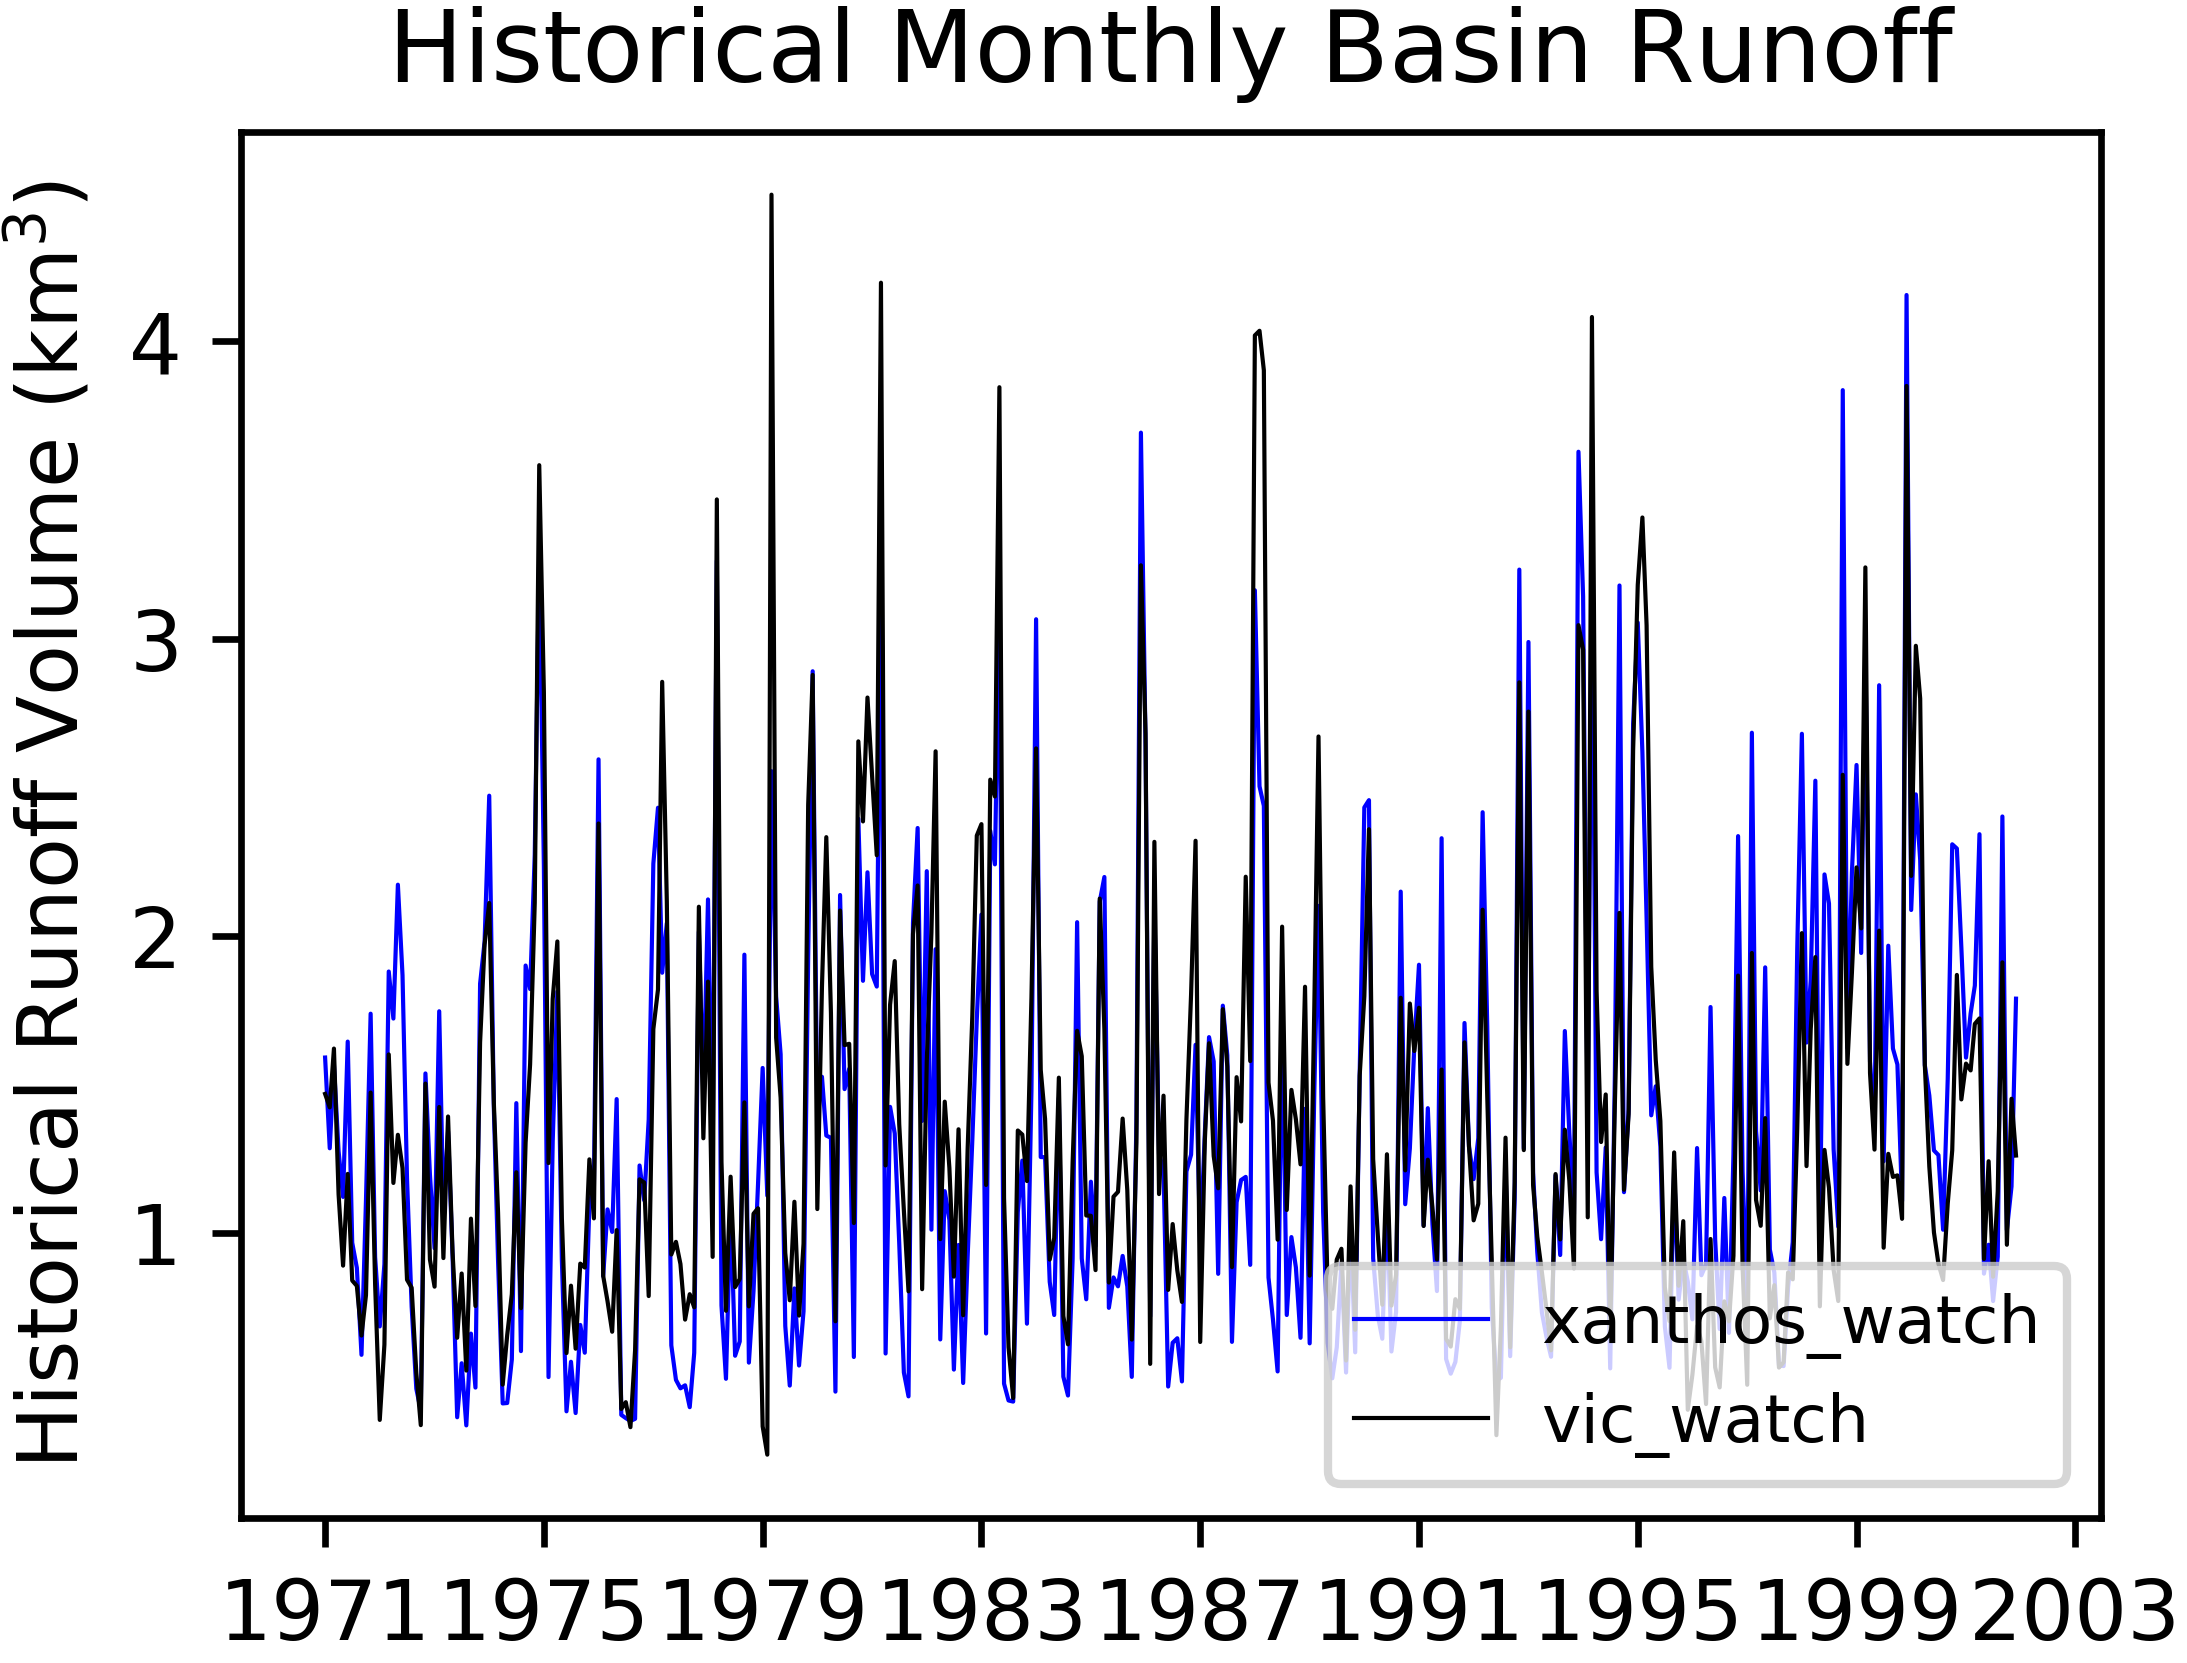 Historical Monthly Basin Runoff
Historical Runoff Volume (km³)
4
3
2
1
xanthos_watch
vic_watch
1971 1975 1979 1983 1987 1991 1995 1999 2003